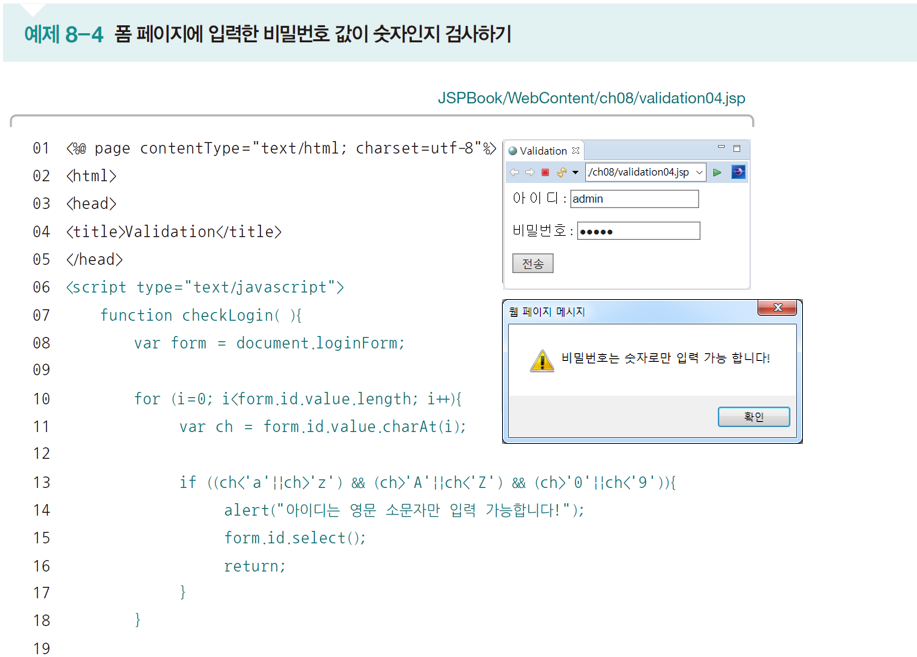 예제 8-4 폼 페이지에 입력한 비밀번호 값이 숫자인지 검사하기
JSPBook/WebContent/ch08/validation04.jsp
01 <%@ page contentType="text/html; charset=utf-8"%>
02 <html>
03 <head>
04 <title>Validation</title>
05 </head>
06 <script type="text/javascript">
07 function checkLogin( ){
08 var form = document.loginForm;
09
10 for (i=0; i<form.id.value.length; i++){
11 var ch = form.id.value.charAt(i);
12
13 if ((ch<'a'||ch>'z') && (ch>'A'||ch<'Z') && (ch>'0'||ch<'9')){
14 alert("아이디는 영문 소문자만 입력 가능합니다!");
15 form.id.select();
16 return;
17 }
18 }
19
Validation
/ch08/validation04.jsp
아 이 디 : admin
비밀번호 : ●●●●●
전송
웹 페이지 메시지
비밀번호는 숫자로만 입력 가능 합니다!
확인